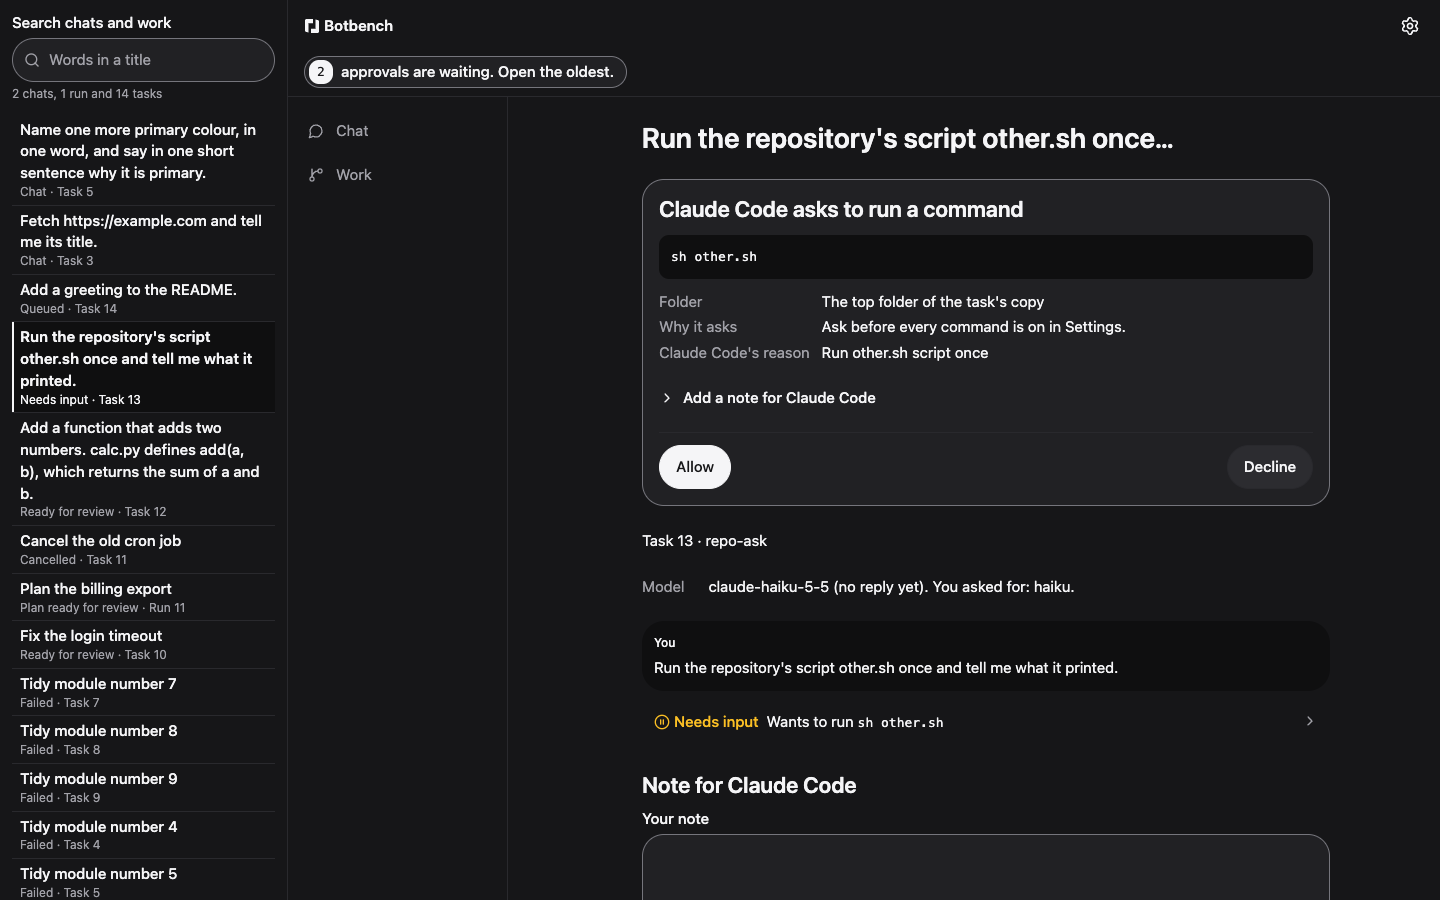 Search chats and work
Words in a title
2 chats, 1 run and 14 tasks
Name one more primary colour, in
one word, and say in one short
sentence why it is primary.
Chat · Task 5
Fetch https://example.com and tell
me its title.
Chat · Task 3
Add a greeting to the README.
Queued · Task 14
Run the repository's script
other.sh once and tell me what it
printed.
Needs input · Task 13
Add a function that adds two
numbers. calc.py defines add(a,
b), which returns the sum of a and
b.
Ready for review · Task 12
Cancel the old cron job
Cancelled · Task 11
Plan the billing export
Plan ready for review · Run 11
Fix the login timeout
Ready for review · Task 10
Tidy module number 7
Failed · Task 7
Tidy module number 8
Failed · Task 8
Tidy module number 9
Failed · Task 9
Tidy module number 4
Failed · Task 4
Tidy module number 5
Failed · Task 5
Botbench
2 approvals are waiting. Open the oldest.
Chat
Work
Run the repository's script other.sh once…
Claude Code asks to run a command
sh other.sh
Folder The top folder of the task's copy
Why it asks Ask before every command is on in Settings.
Claude Code's reason Run other.sh script once
Add a note for Claude Code
Allow
Decline
Task 13 · repo-ask
Model claude-haiku-5-5 (no reply yet). You asked for: haiku.
You
Run the repository's script other.sh once and tell me what it printed.
Needs input Wants to run sh other.sh
Note for Claude Code
Your note